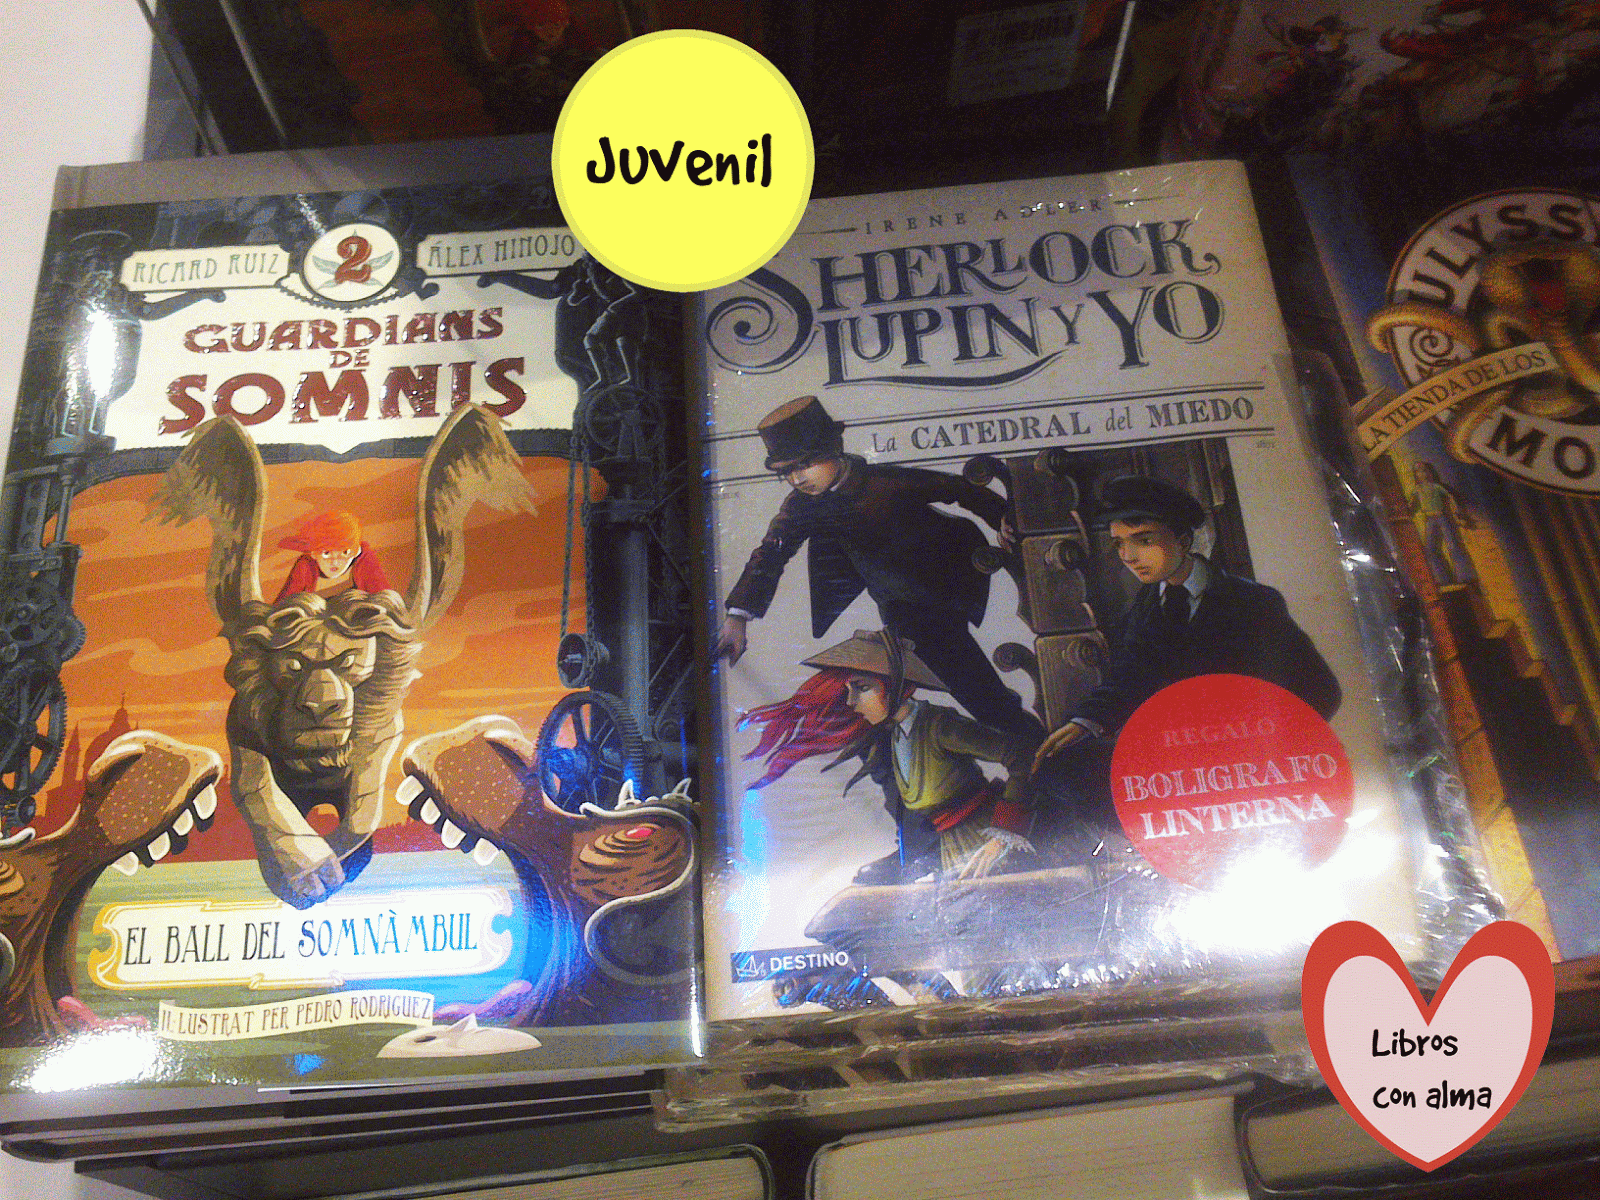 Juvenil
RICARD RUIZ
2
ÁLEX HINOJO
GUARDIANS
DE
SOMNIS
EL BALL DEL SOMNÀMBUL
IL·LUSTRAT PER PEDRO RODRÍGUEZ
IRENE ADLER
SHERLOCK,
LUPIN Y YO
La CATEDRAL del MIEDO
REGALO
BOLIGRAFO
LINTERNA
DESTINO
LA TIENDA DE LOS
Libros
con alma